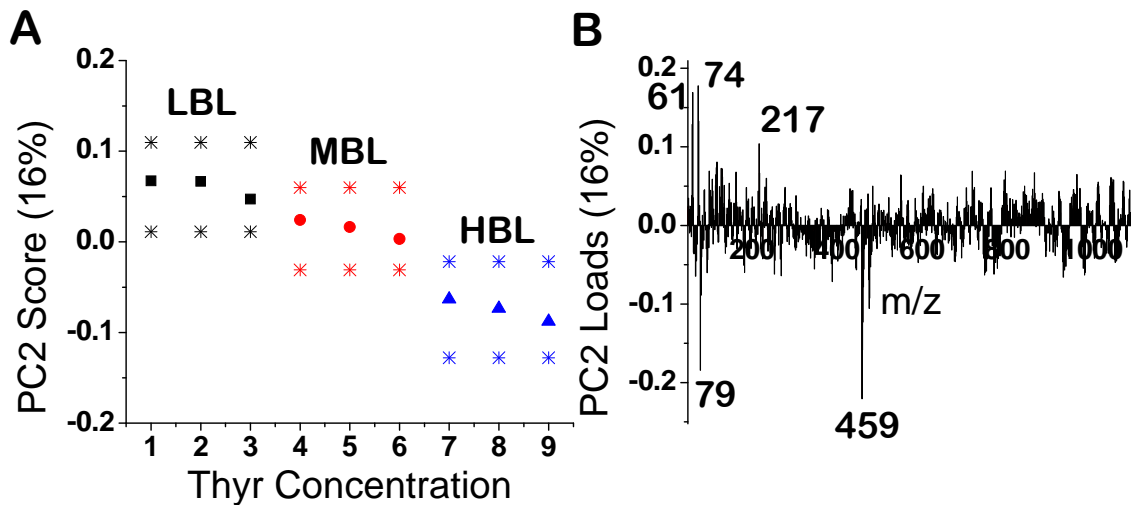 A
PC2 Score (16%)
0.2
0.1
0.0
-0.1
-0.2
LBL
MBL
HBL
1 2 3 4 5 6 7 8 9
Thyr Concentration
B
PC2 Loads (16%)
0.2
0.1
0.0
-0.1
-0.2
61
74
217
200 400 600 800 1000
m/z
79
459